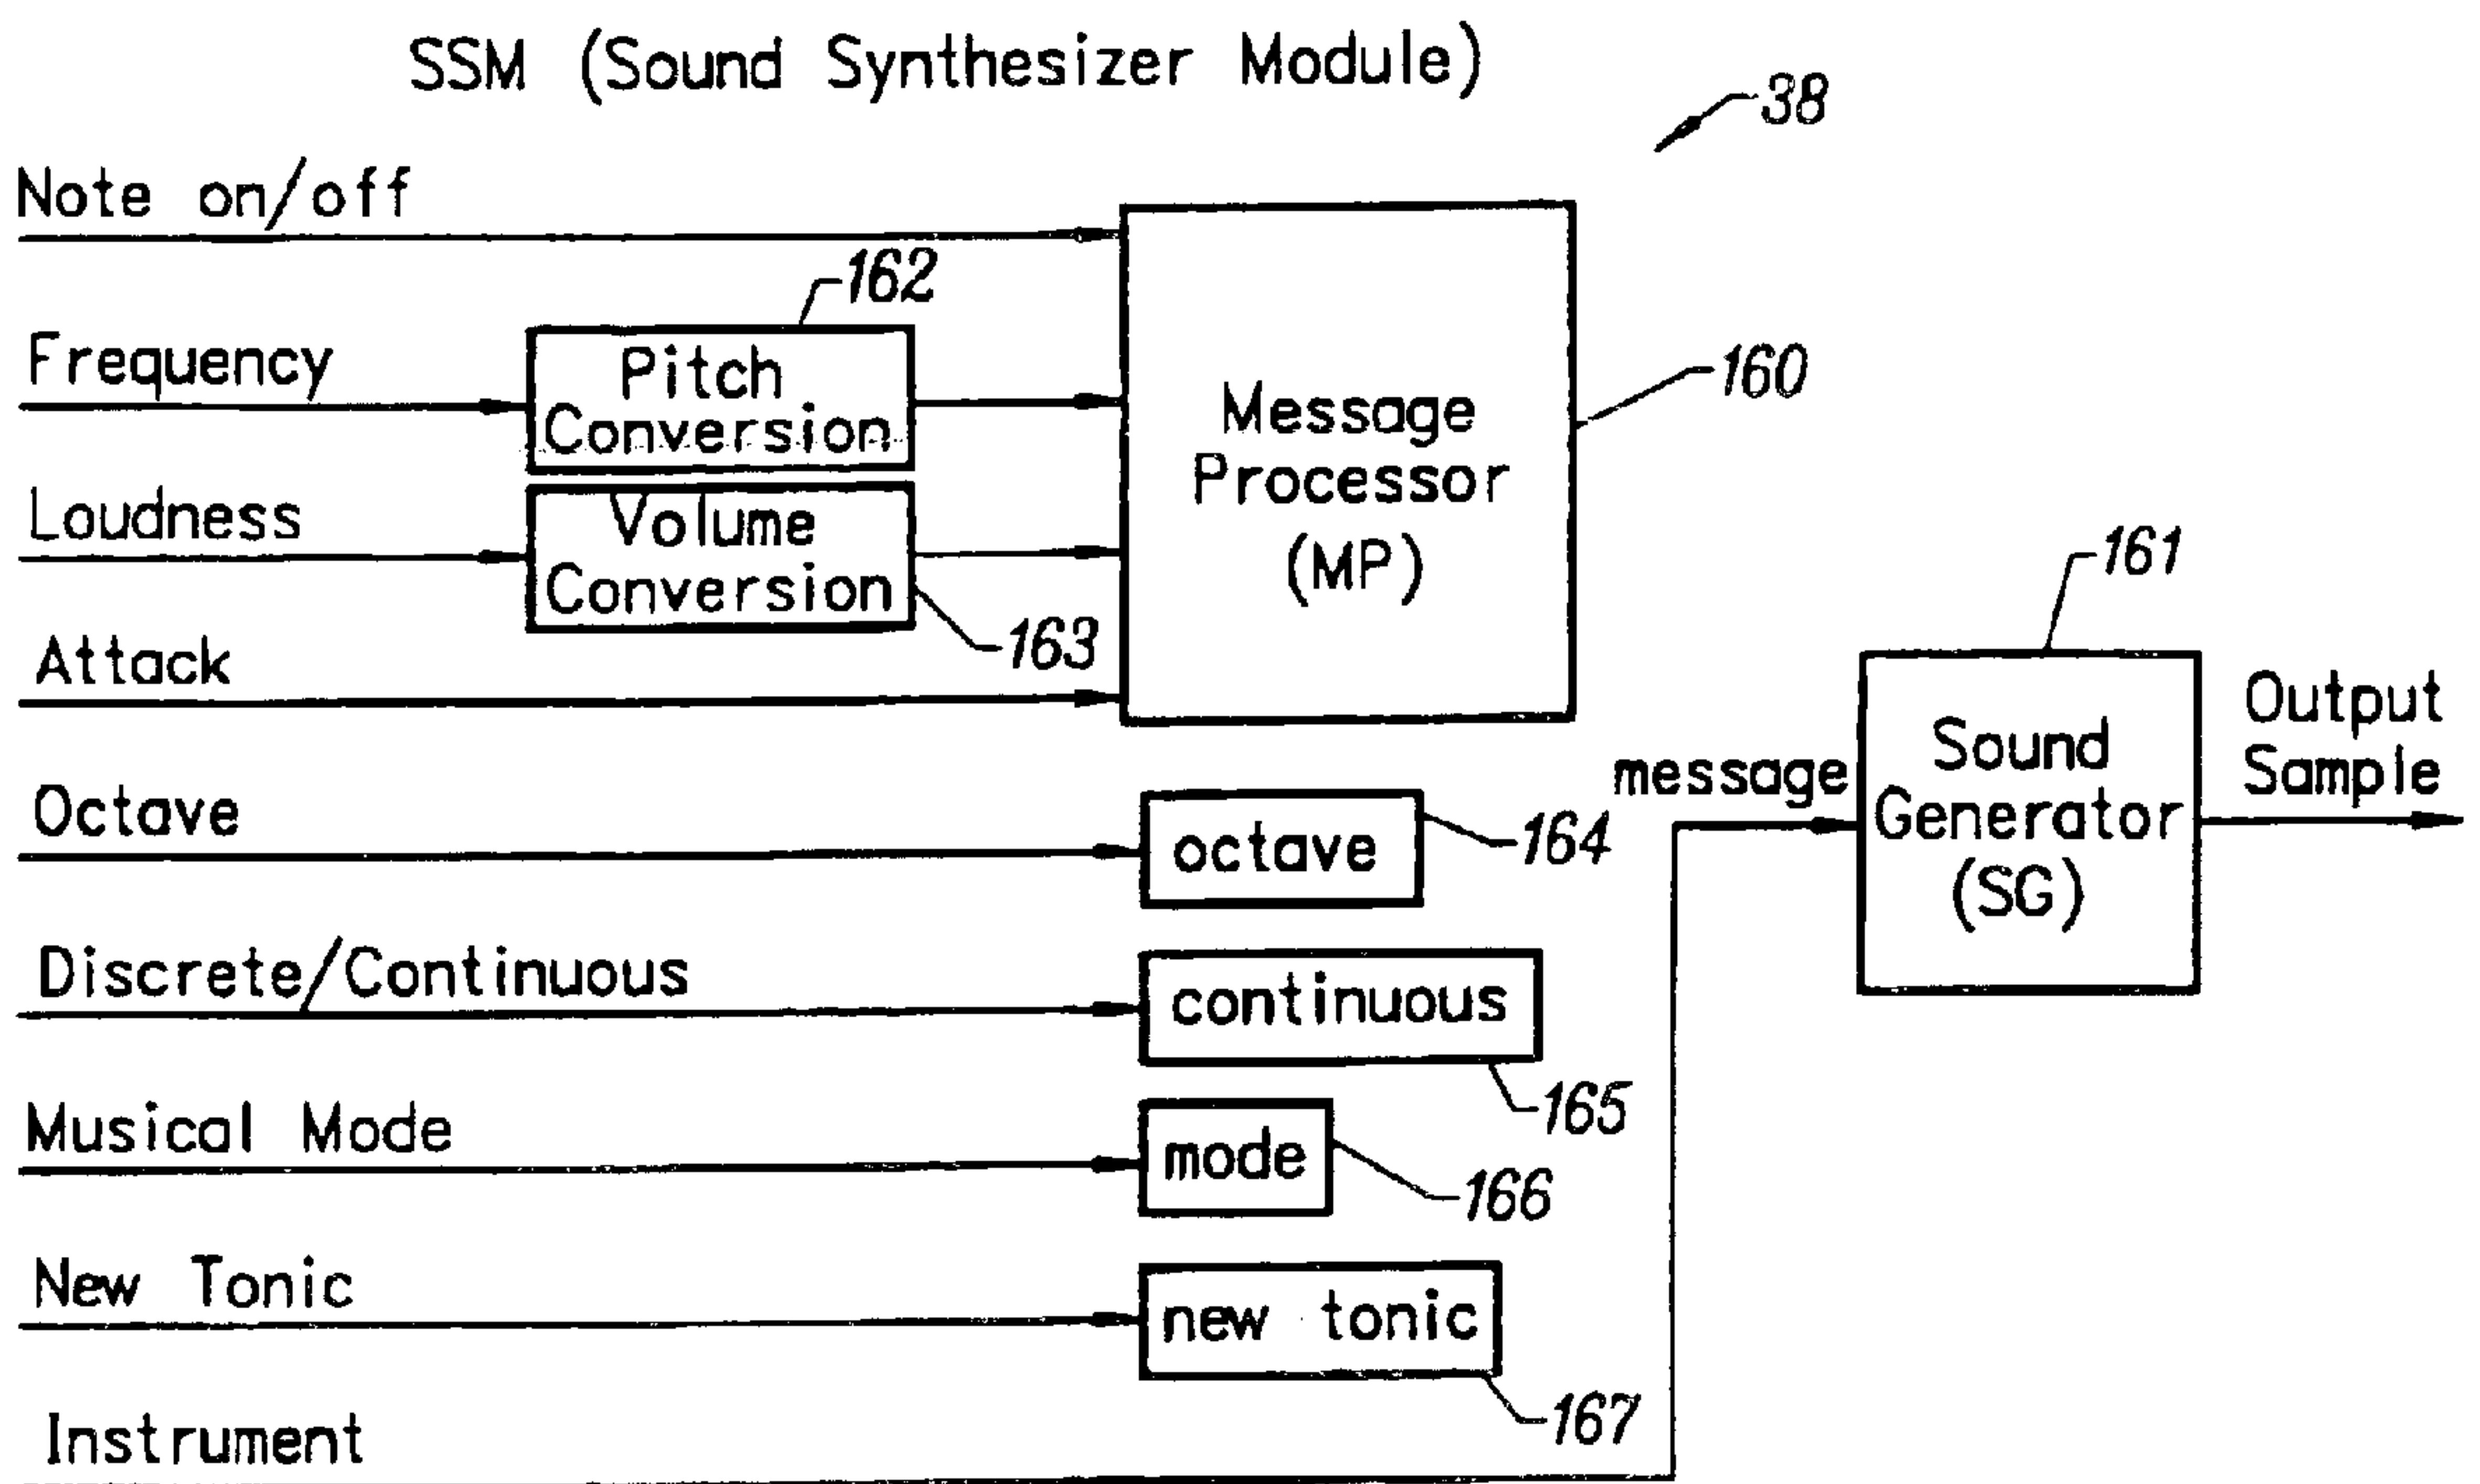 SSM (Sound Synthesizer Module)
38
Note on/off
162
Frequency
Pitch
Conversion
Message
Processor
(MP)
160
Loudness
Volume
Conversion
163
Attack
161
Sound
Generator
(SG)
Output
Sample
message
Octave
octave
164
Discrete/Continuous
continuous
165
Musical Mode
mode
166
New Tonic
new tonic
167
Instrument